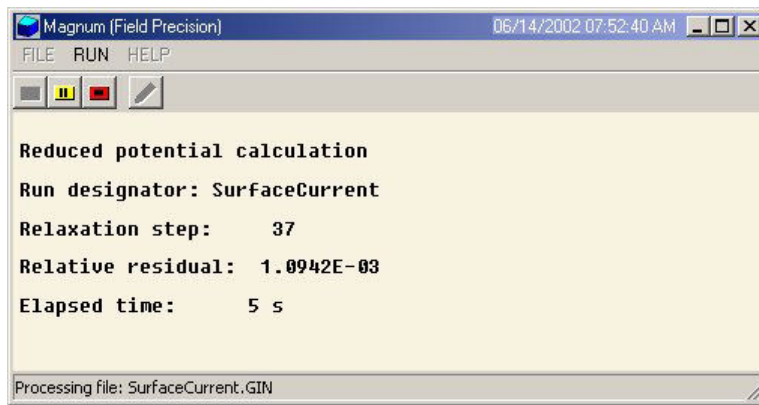 Magnum (Field Precision) 06/14/2002 07:52:40 AM
FILE RUN HELP
Reduced potential calculation
Run designator: SurfaceCurrent
Relaxation step: 37
Relative residual: 1.0942E-03
Elapsed time: 5 s
Processing file: SurfaceCurrent.GIN